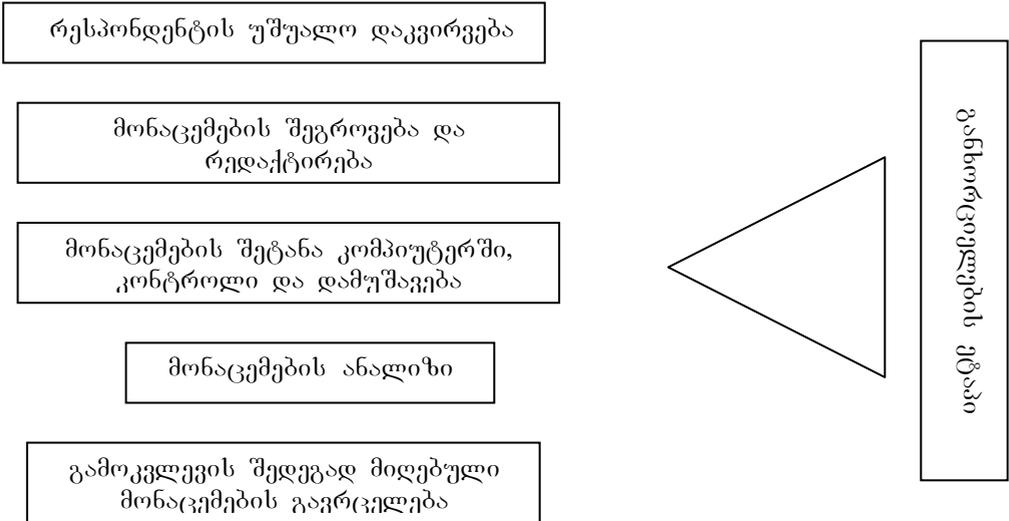 რესპონდენტის უშუალო დაკვირვება
მონაცემების შეგროვება და
რედაქტირება
მონაცემების შეტანა კომპიუტერში,
კონტროლი და დამუშავება
მონაცემების ანალიზი
გამოკვლევის შედეგად მიღებული
მონაცემების გავრცელება
განხორციელების ეტაპი